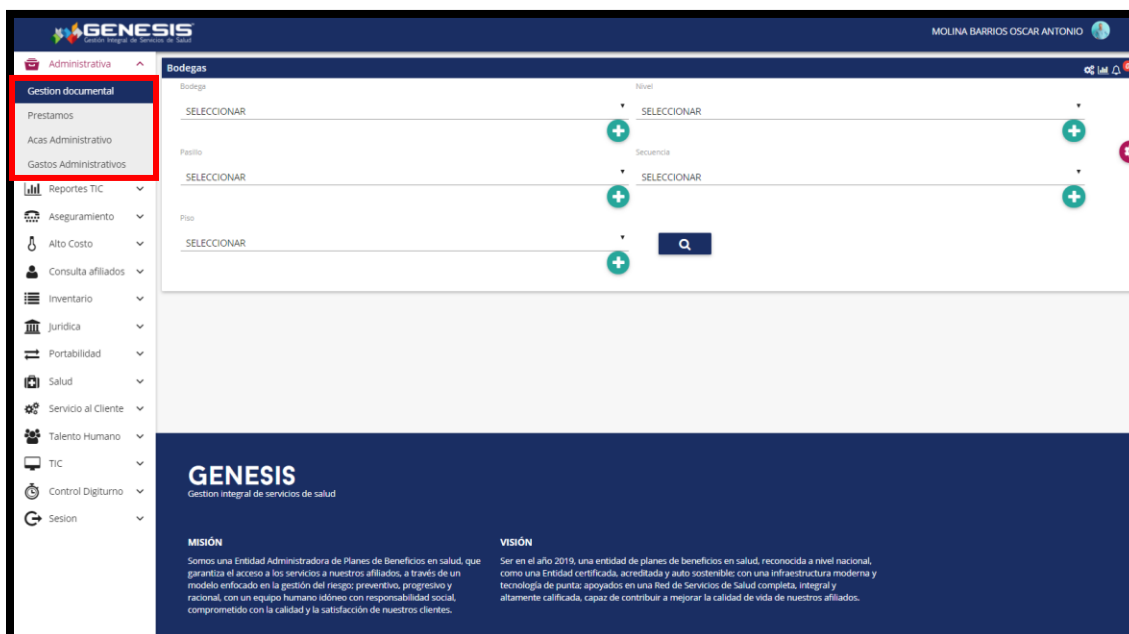 GENESIS
Gestión Integral de Servicios de Salud
MOLINA BARRIOS OSCAR ANTONIO
Administrativa
Gestion documental
Prestamos
Acas Administrativo
Gastos Administrativos
Reportes TIC
Aseguramiento
Alto Costo
Consulta afiliados
Inventario
Juridica
Portabilidad
Salud
Servicio al Cliente
Talento Humano
TIC
Control Digiturno
Sesion
Bodegas
Bodega
SELECCIONAR
Nivel
SELECCIONAR
Pasillo
SELECCIONAR
Secuencia
SELECCIONAR
Piso
SELECCIONAR
GENESIS
Gestion integral de servicios de salud
MISIÓN
Somos una Entidad Administradora de Planes de Beneficios en salud, que
garantiza el acceso a los servicios a nuestros afiliados, a través de un
modelo enfocado en la gestión del riesgo; preventivo, progresivo y
racional, con un equipo humano idóneo con responsabilidad social,
comprometido con la calidad y la satisfacción de nuestros clientes.
VISIÓN
Ser en el año 2019, una entidad de planes de beneficios en salud, reconocida a nivel nacional,
como una Entidad certificada, acreditada y auto sostenible; con una infraestructura moderna y
tecnología de punta; apoyados en una Red de Servicios de Salud completa, integral y
altamente calificada, capaz de contribuir a mejorar la calidad de vida de nuestros afiliados.